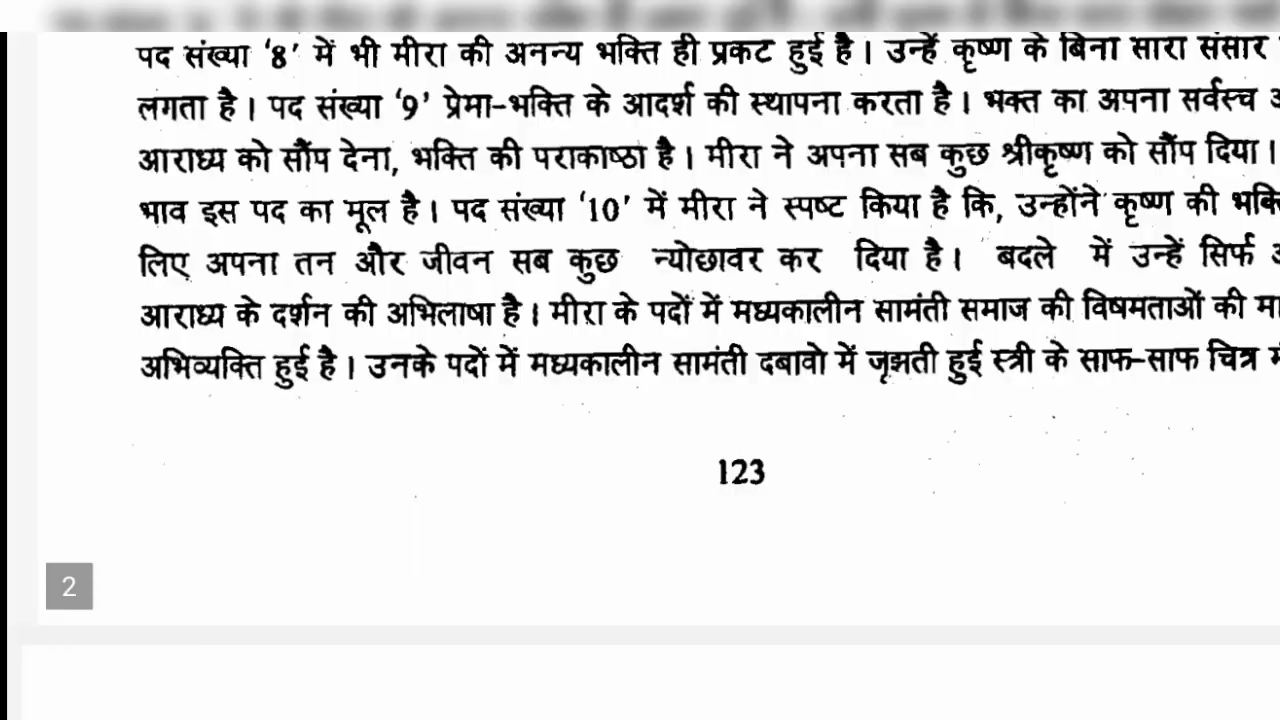 पद संख्या '8' में भी मीरा की अनन्य भक्ति ही प्रकट हुई है। उन्हें कृष्ण के बिना सारा संसार
लगता है। पद संख्या '9' प्रेमा-भक्ति के आदर्श की स्थापना करता है। भक्त का अपना सर्वस्च
आराध्य को सौंप देना, भक्ति की पराकाष्ठा है। मीरा ने अपना सब कुछ श्रीकृष्ण को सौंप दिया।
भाव इस पद का मूल है। पद संख्या '10' में मीरा ने स्पष्ट किया है कि, उन्होंने कृष्ण की
लिए अपना तन और जीवन सब कुछ न्योछावर कर दिया है। बदले में उन्हें सिर्फ
आराध्य के दर्शन की अभिलाषा है। मीरा के पदों में मध्यकालीन सामंती समाज की विषमताओं की
अभिव्यक्ति हुई है। उनके पदों में मध्यकालीन सामंती दबावो में जूझती हुई स्त्री के साफ-साफ चित्र
123
2